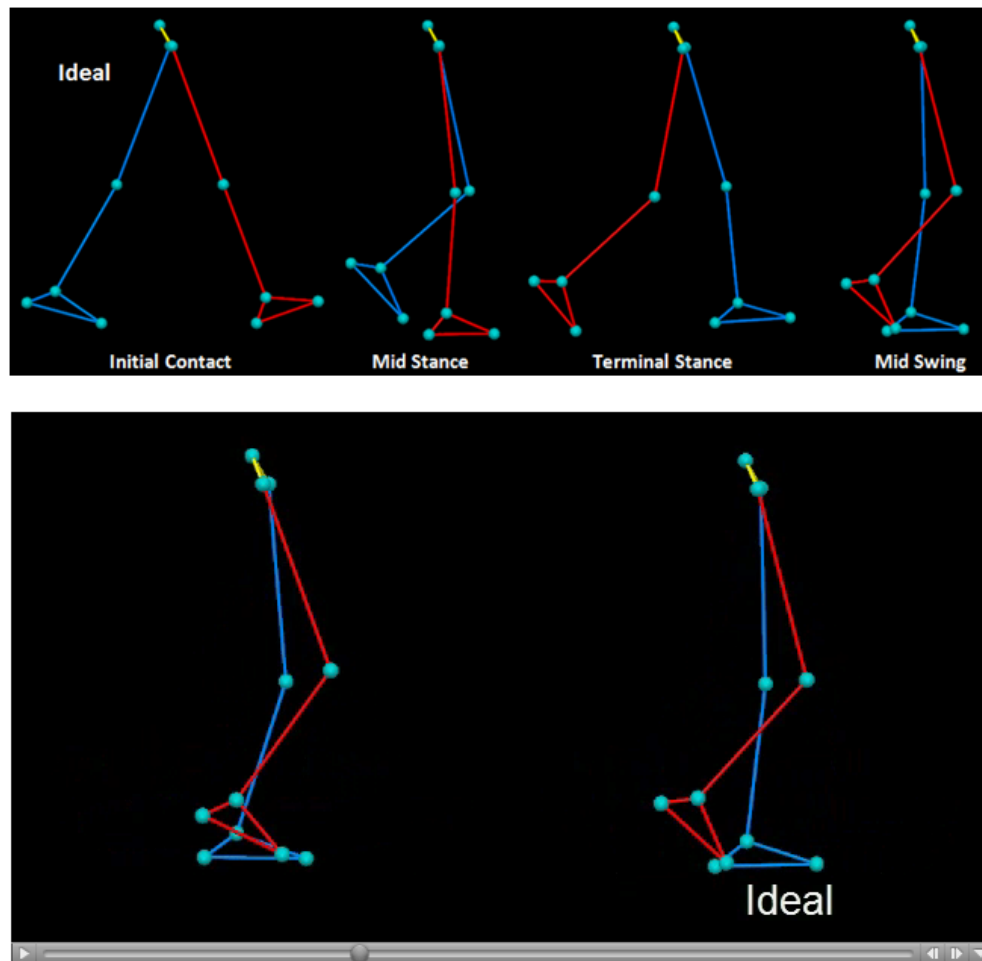 Ideal
Initial Contact
Mid Stance
Terminal Stance
Mid Swing
Ideal